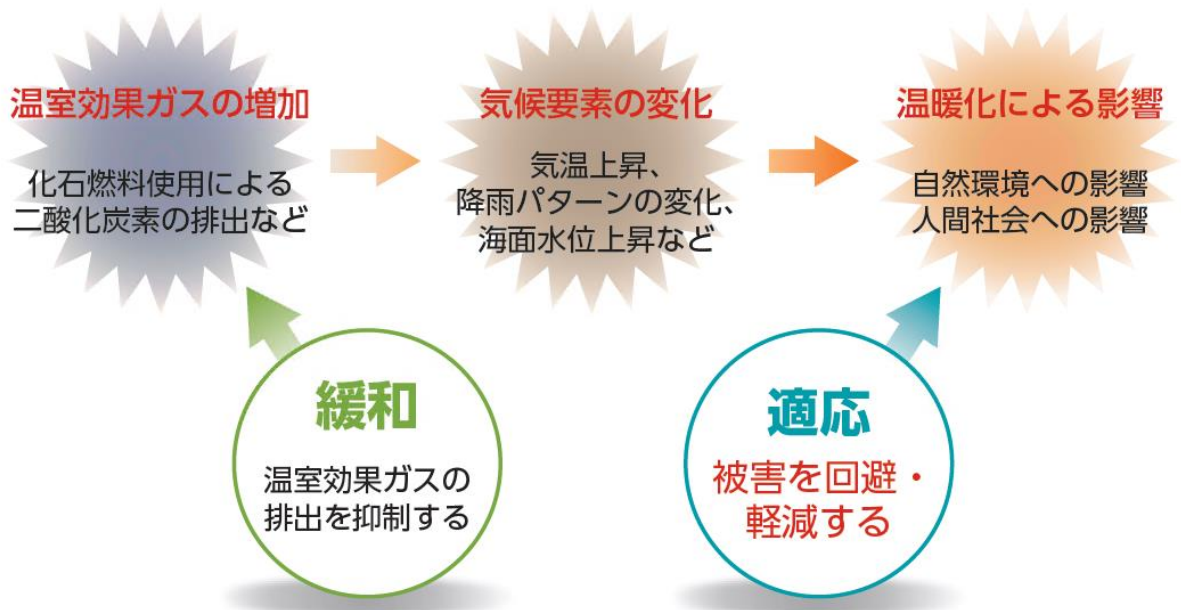 温室効果ガスの増加
化石燃料使用による
二酸化炭素の排出など
気候要素の変化
気温上昇、
降雨パターンの変化、
海面水位上昇など
温暖化による影響
自然環境への影響
人間社会への影響
緩和
温室効果ガスの
排出を抑制する
適応
被害を回避・
軽減する